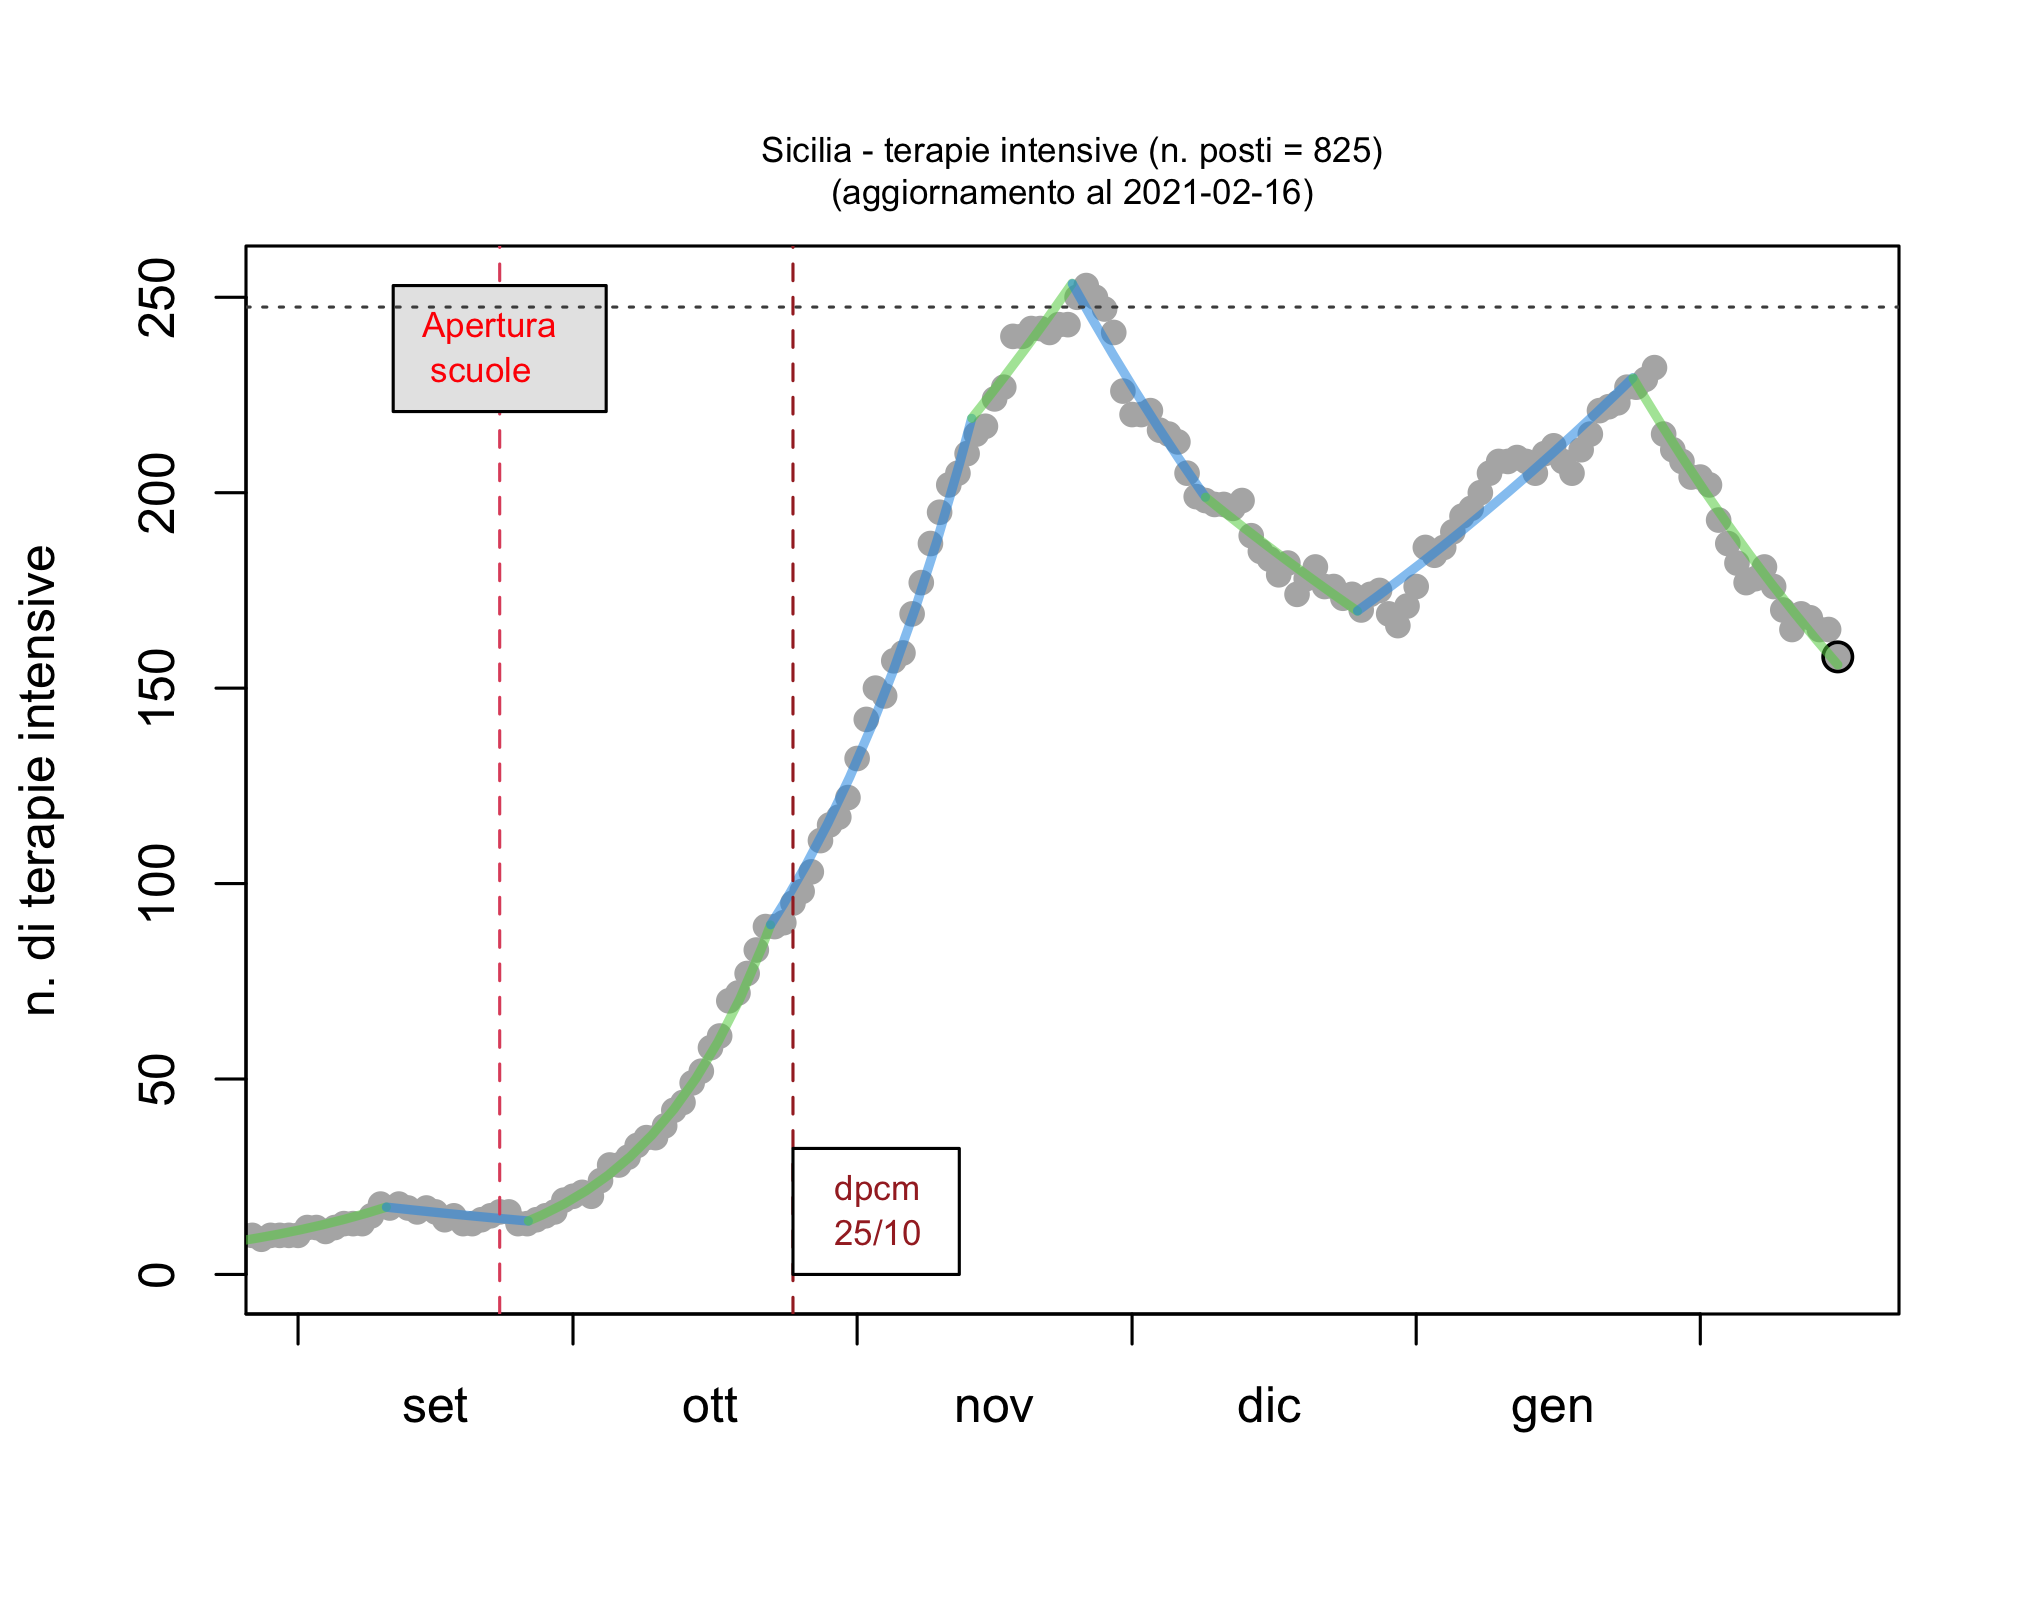 Sicilia - terapie intensive (n. posti = 825)
(aggiornamento al 2021-02-16)
n. di terapie intensive
250
200
150
100
50
0
Apertura
scuole
dpcm
25/10
set ott nov dic gen